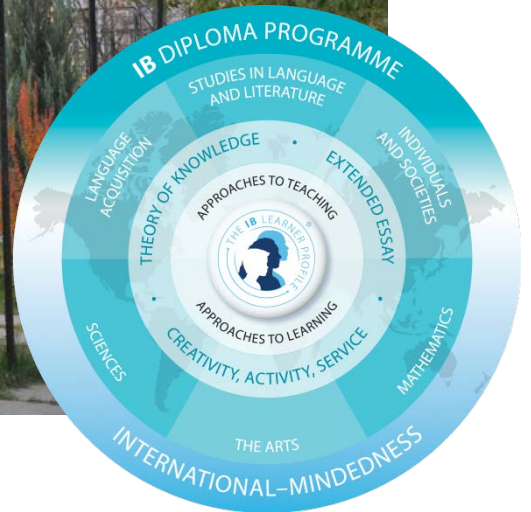 IB DIPLOMA PROGRAMME
STUDIES IN LANGUAGE
AND LITERATURE
LANGUAGE
ACQUISITION
INDIVIDUALS
AND SOCIETIES
THEORY OF KNOWLEDGE
•
EXTENDED ESSAY
APPROACHES TO TEACHING
THE IB LEARNER PROFILE
®
APPROACHES TO LEARNING
•
CREATIVITY, ACTIVITY, SERVICE
•
SCIENCES
MATHEMATICS
THE ARTS
INTERNATIONAL–MINDEDNESS